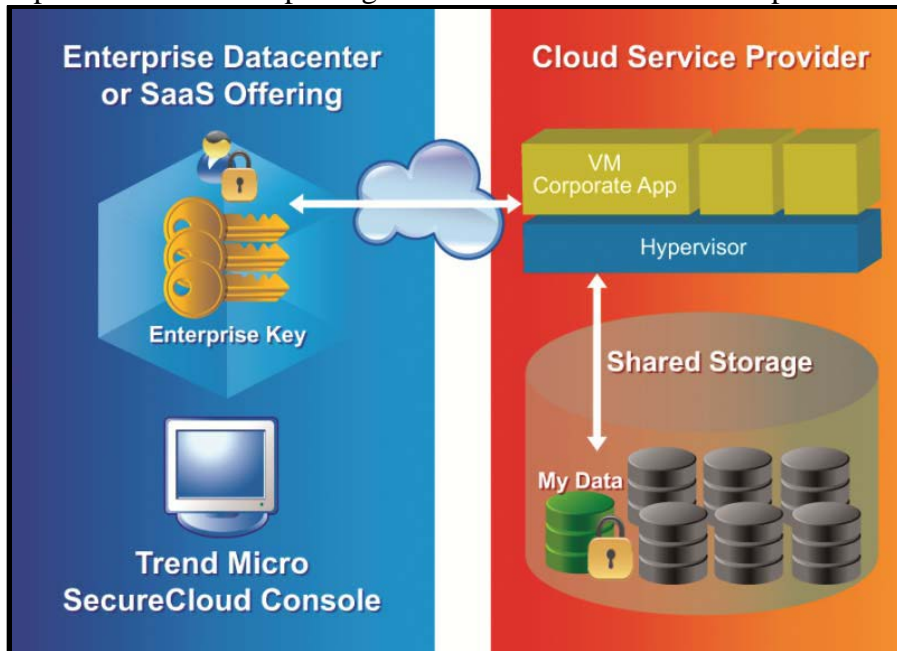 Enterprise Datacenter
or SaaS Offering
Enterprise Key
Trend Micro
SecureCloud Console
Cloud Service Provider
VM
Corporate App
Hypervisor
Shared Storage
My Data